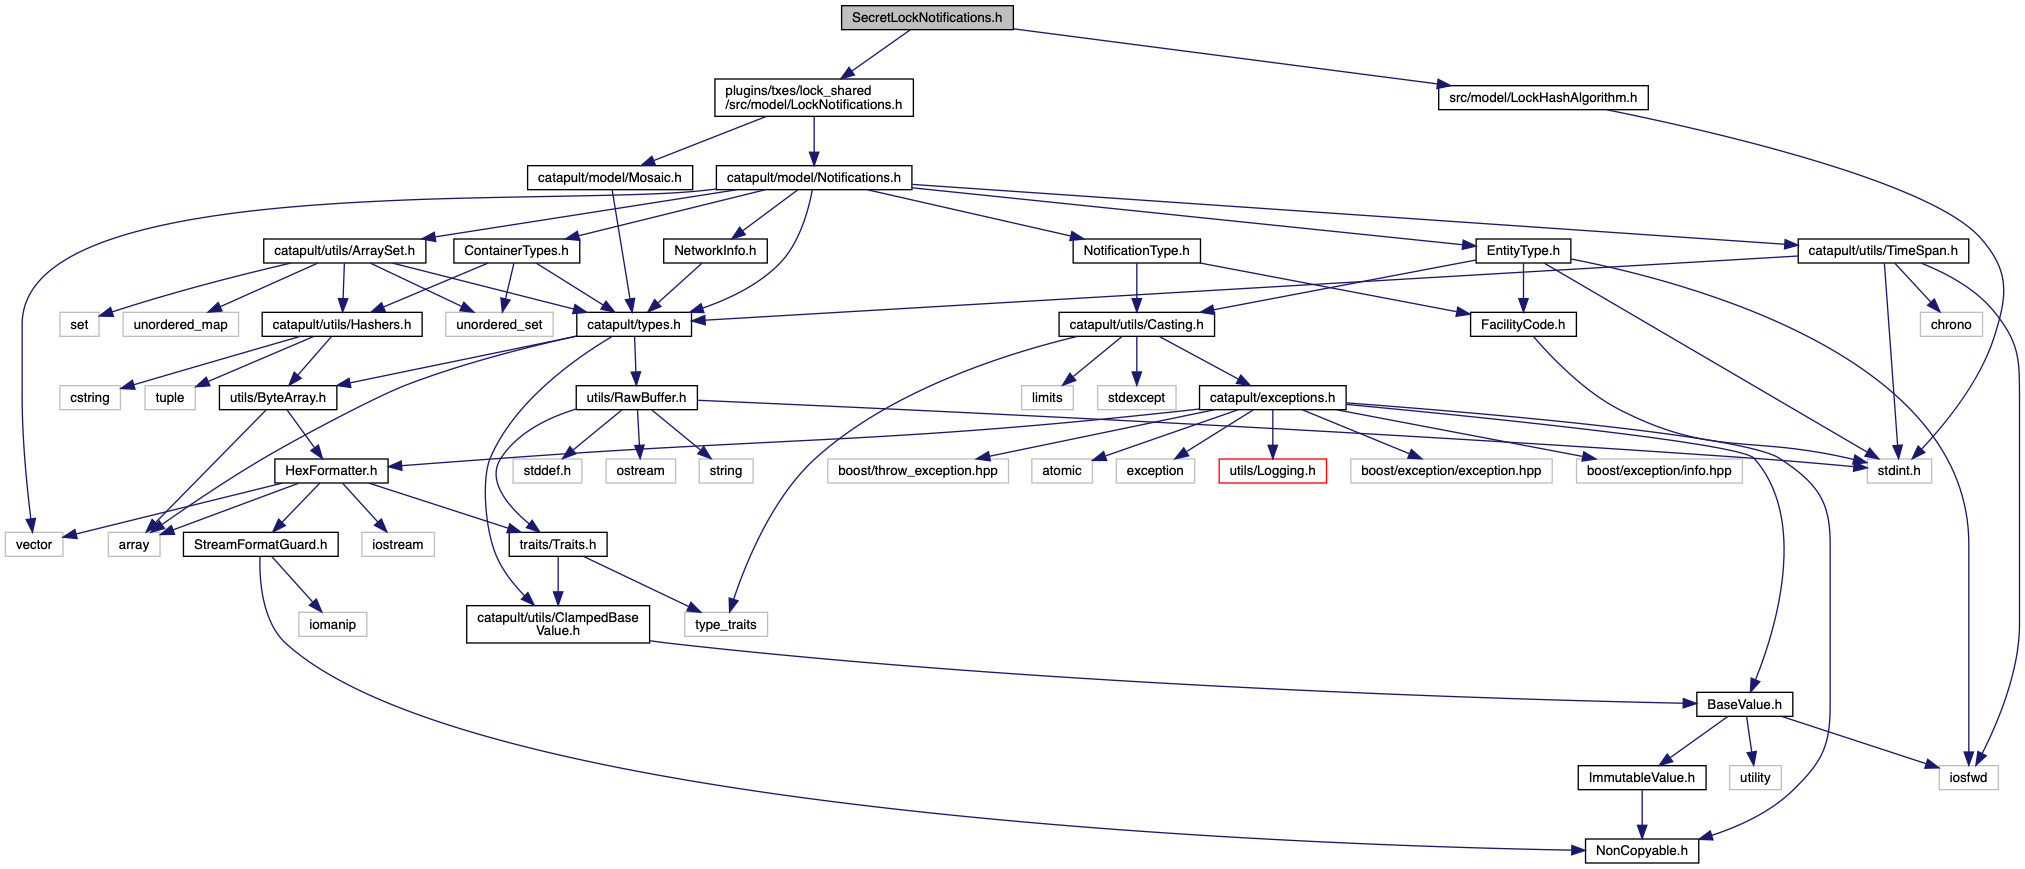 SecretLockNotifications.h
plugins/txes/lock_shared
/src/model/LockNotifications.h
src/model/LockHashAlgorithm.h
catapult/model/Mosaic.h
catapult/model/Notifications.h
catapult/utils/ArraySet.h
ContainerTypes.h
NetworkInfo.h
NotificationType.h
EntityType.h
catapult/utils/TimeSpan.h
set
unordered_map
catapult/utils/Hashers.h
unordered_set
catapult/types.h
catapult/utils/Casting.h
FacilityCode.h
chrono
cstring
tuple
utils/ByteArray.h
utils/RawBuffer.h
limits
stdexcept
catapult/exceptions.h
HexFormatter.h
stddef.h
ostream
string
boost/throw_exception.hpp
atomic
exception
utils/Logging.h
boost/exception/exception.hpp
boost/exception/info.hpp
stdint.h
vector
array
StreamFormatGuard.h
iostream
traits/Traits.h
iomanip
catapult/utils/ClampedBase
Value.h
type_traits
BaseValue.h
ImmutableValue.h
utility
iosfwd
NonCopyable.h